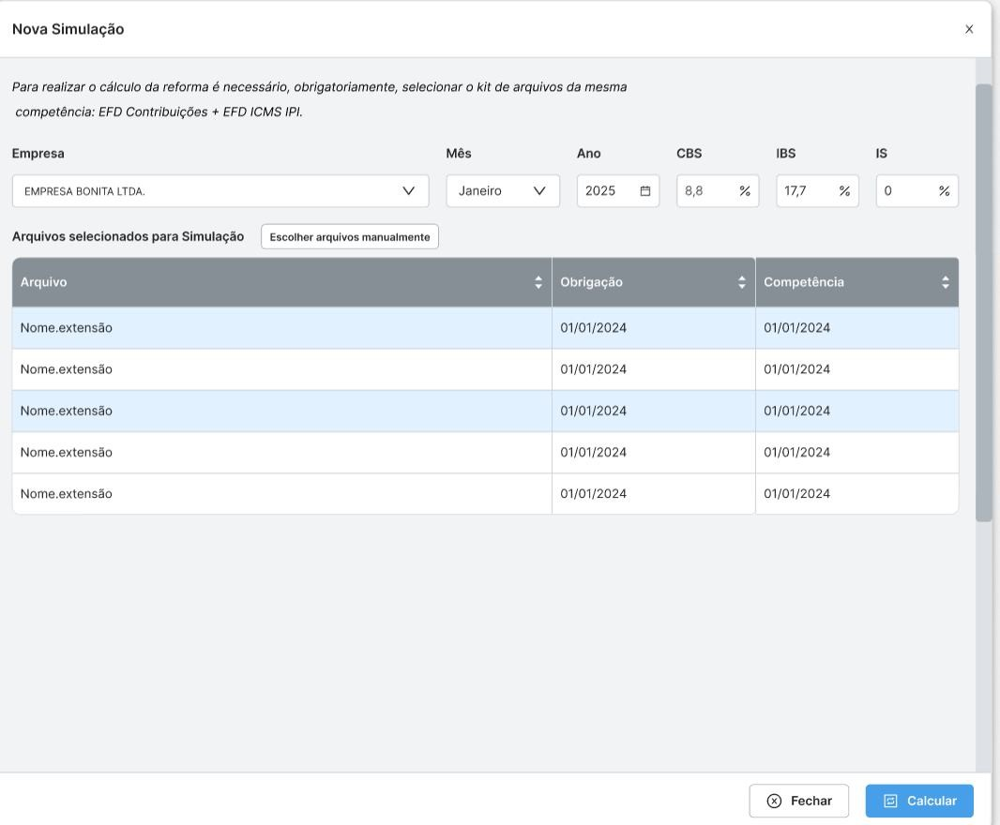 Nova Simulação
Para realizar o cálculo da reforma é necessário, obrigatoriamente, selecionar o kit de arquivos da mesma
competência: EFD Contribuições + EFD ICMS IPI.
Empresa Mês Ano CBS IBS IS
EMPRESA BONITA LTDA. Janeiro 2025 8,8 % 17,7 % 0 %
Arquivos selecionados para Simulação Escolher arquivos manualmente
Arquivo Obrigação Competência
Nome.extensão 01/01/2024 01/01/2024
Nome.extensão 01/01/2024 01/01/2024
Nome.extensão 01/01/2024 01/01/2024
Nome.extensão 01/01/2024 01/01/2024
Nome.extensão 01/01/2024 01/01/2024
Fechar Calcular